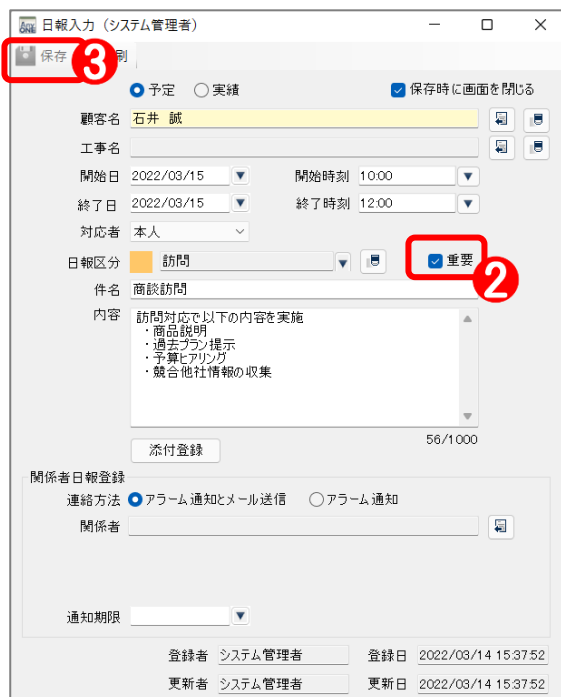 Any ONE 日報入力 (システム管理者)
保存 ③ 刷
予定 実績 保存時に画面を閉じる
顧客名 石井 誠
工事名
開始日 2022/03/15 開始時刻 10:00
終了日 2022/03/15 終了時刻 12:00
対応者 本人
日報区分 訪問 重要 ②
件名 商談訪問
内容 訪問対応で以下の内容を実施
・商品説明
・過去プラン提示
・予算ヒアリング
・競合他社情報の収集
添付登録 56/1000
関係者日報登録
連絡方法 アラーム通知とメール送信 アラーム通知
関係者
通知期限
登録者 システム管理者 登録日 2022/03/14 15:37:52
更新者 システム管理者 更新日 2022/03/14 15:37:52